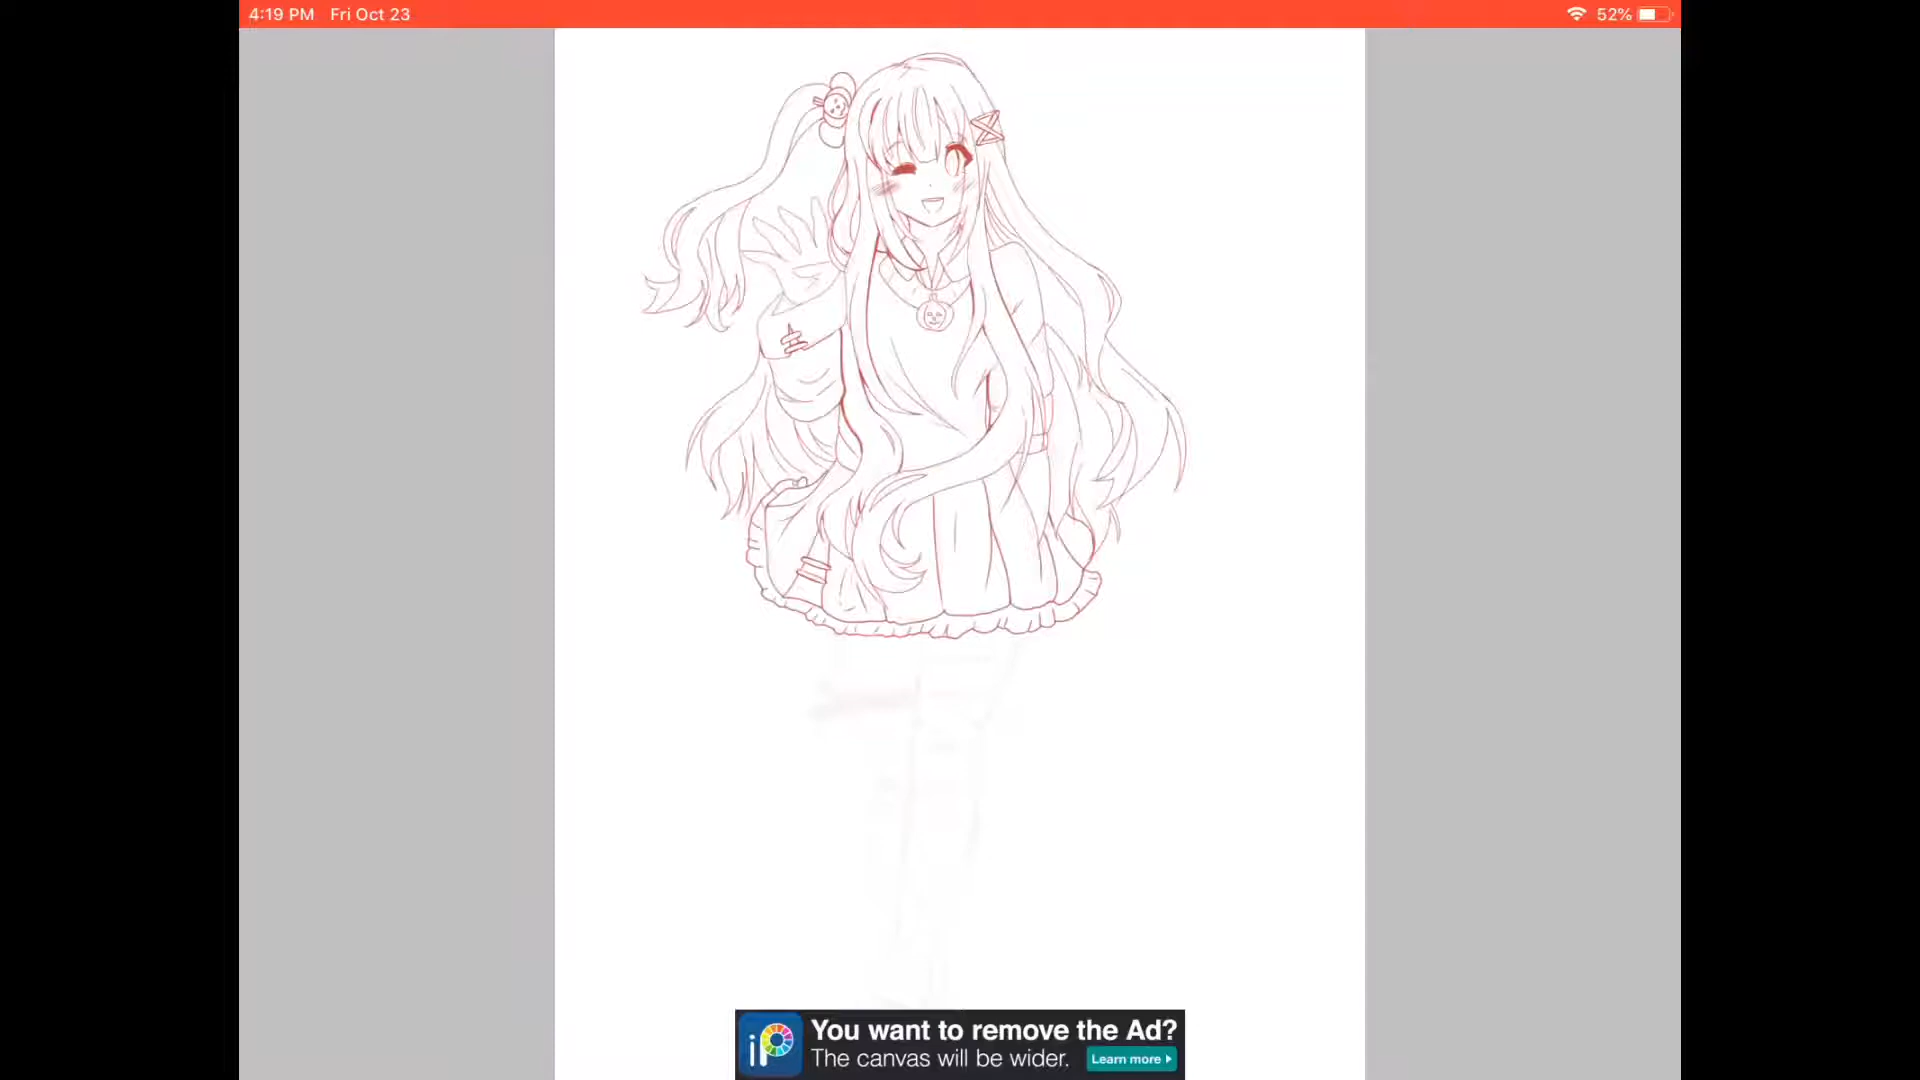 4:19 PM Fri Oct 23
52%
iP
You want to remove the Ad?
The canvas will be wider.
Learn more